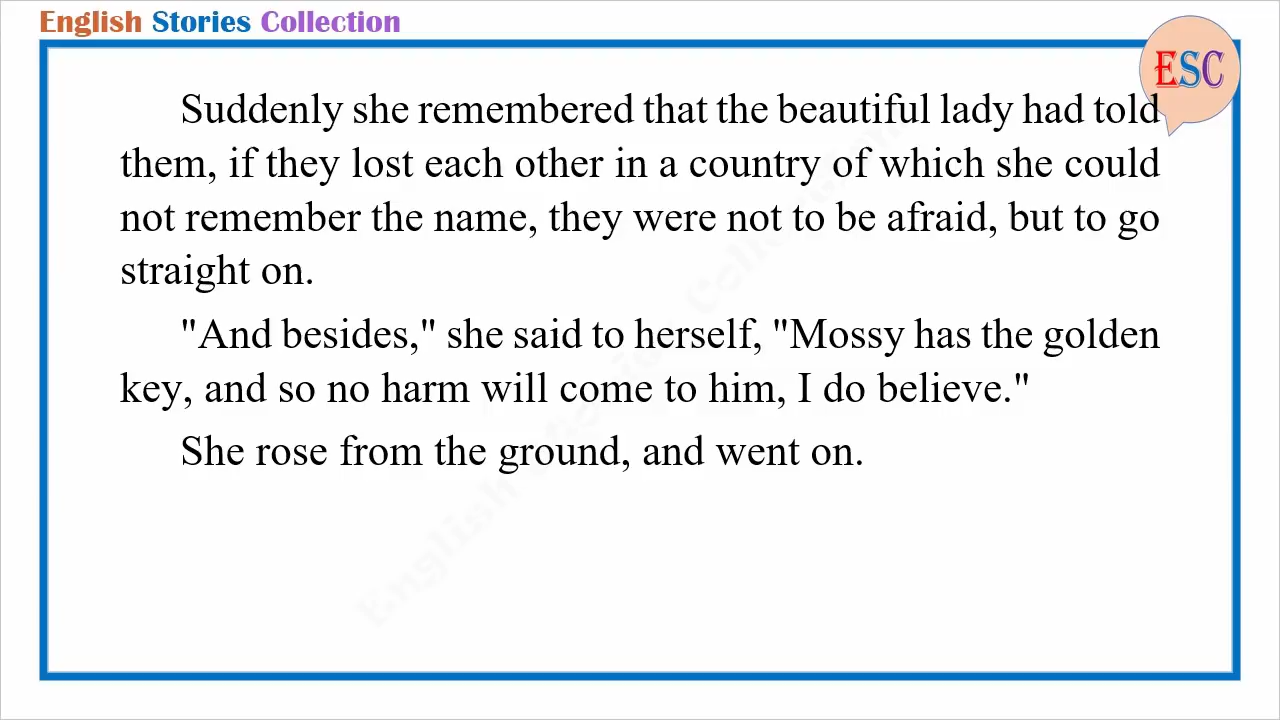 English Stories Collection
ESC
Suddenly she remembered that the beautiful lady had told
them, if they lost each other in a country of which she could
not remember the name, they were not to be afraid, but to go
straight on.
"And besides," she said to herself, "Mossy has the golden
key, and so no harm will come to him, I do believe."
She rose from the ground, and went on.
English Stories Collection